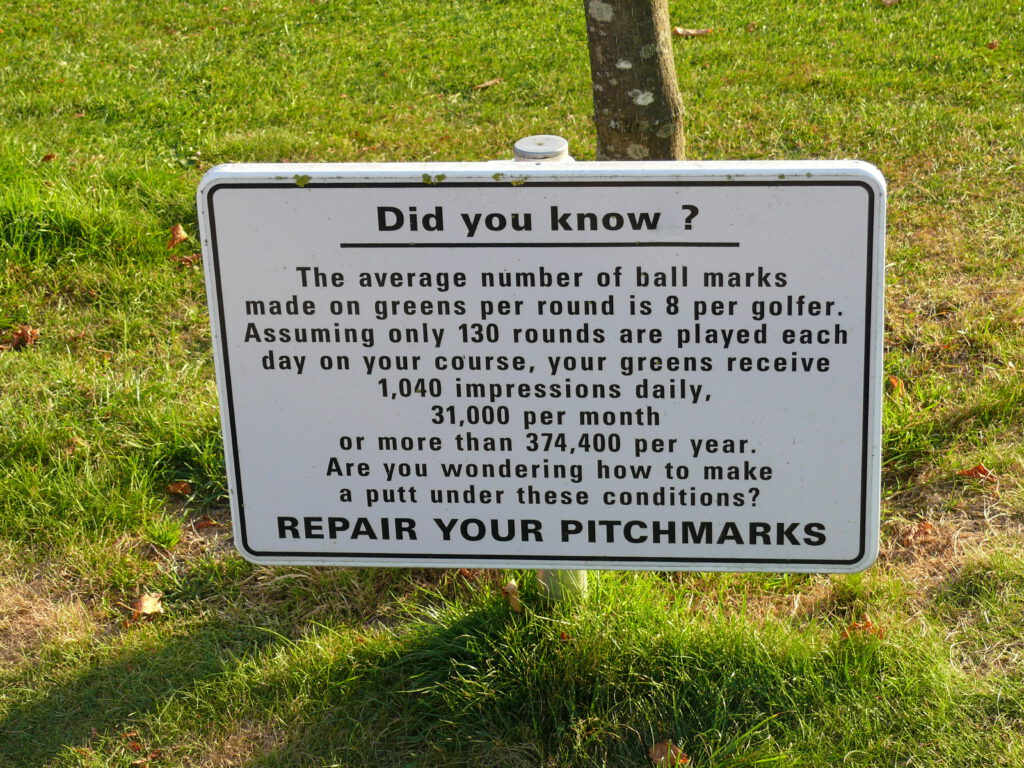 Did you know ?
The average number of ball marks
made on greens per round is 8 per golfer.
Assuming only 130 rounds are played each
day on your course, your greens receive
1,040 impressions daily,
31,000 per month
or more than 374,400 per year.
Are you wondering how to make
a putt under these conditions?
REPAIR YOUR PITCHMARKS